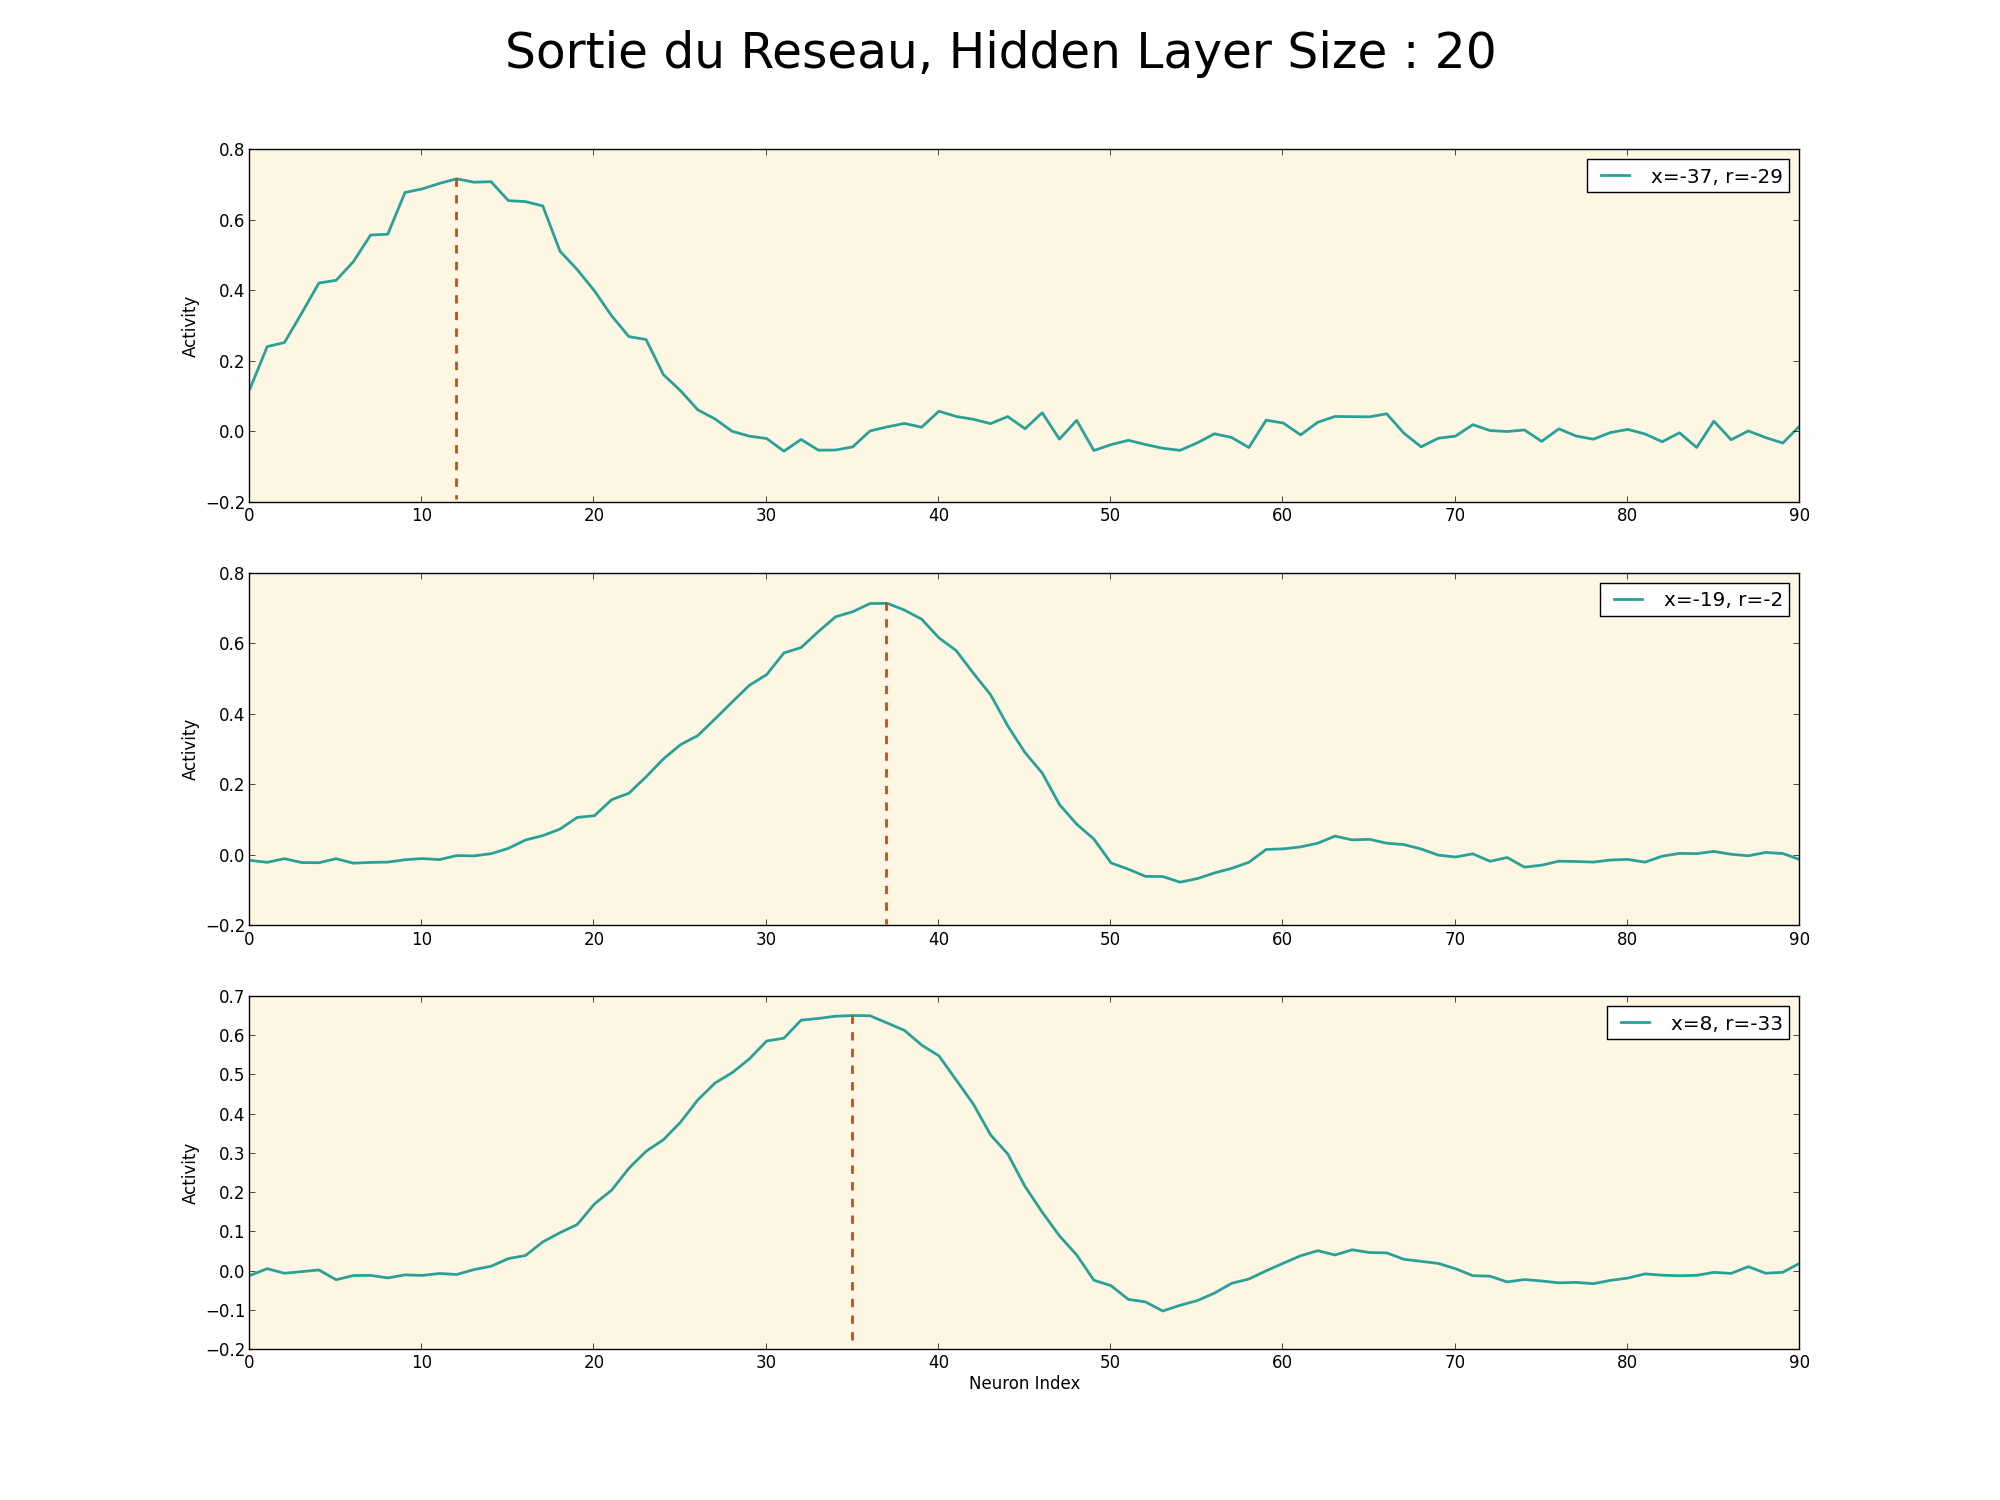 Sortie du Reseau, Hidden Layer Size : 20
0.8
0.6
0.4
0.2
0.0
−0.2
Activity
x=-37, r=-29
0 10 20 30 40 50 60 70 80 90
0.8
0.6
0.4
0.2
0.0
−0.2
Activity
x=-19, r=-2
0 10 20 30 40 50 60 70 80 90
0.7
0.6
0.5
0.4
0.3
0.2
0.1
0.0
−0.1
−0.2
Activity
x=8, r=-33
0 10 20 30 40 50 60 70 80 90
Neuron Index